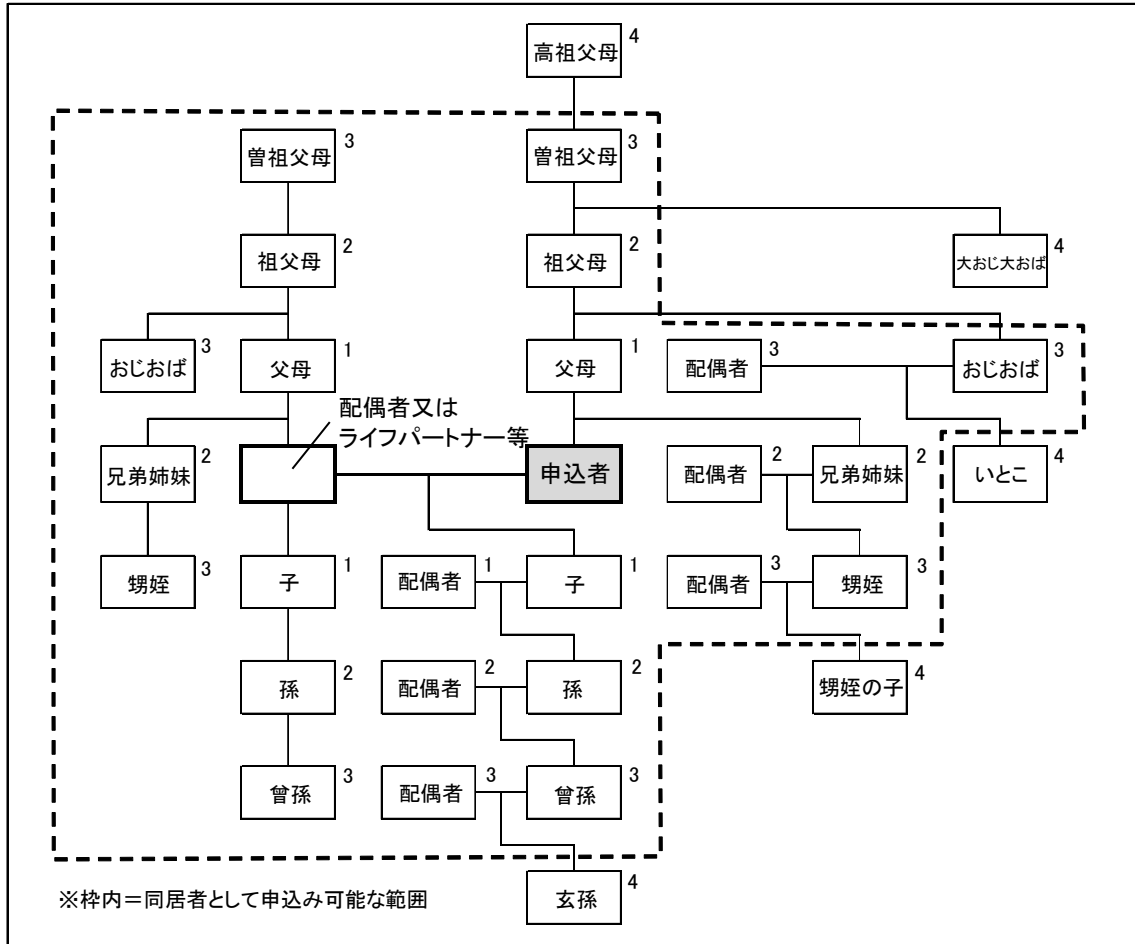 高祖父母 4
曽祖父母 3
曽祖父母 3
祖父母 2
祖父母 2
大おじ大おば 4
おじおば 3
父母 1
父母 1
配偶者 3
おじおば 3
配偶者又は
ライフパートナー等
兄弟姉妹 2
申込者
配偶者 2
兄弟姉妹 2
いとこ 4
甥姪 3
子 1
配偶者 1
子 1
配偶者 3
甥姪 3
孫 2
配偶者 2
孫 2
甥姪の子 4
曾孫 3
配偶者 3
曾孫 3
※枠内=同居者として申込み可能な範囲
玄孫 4